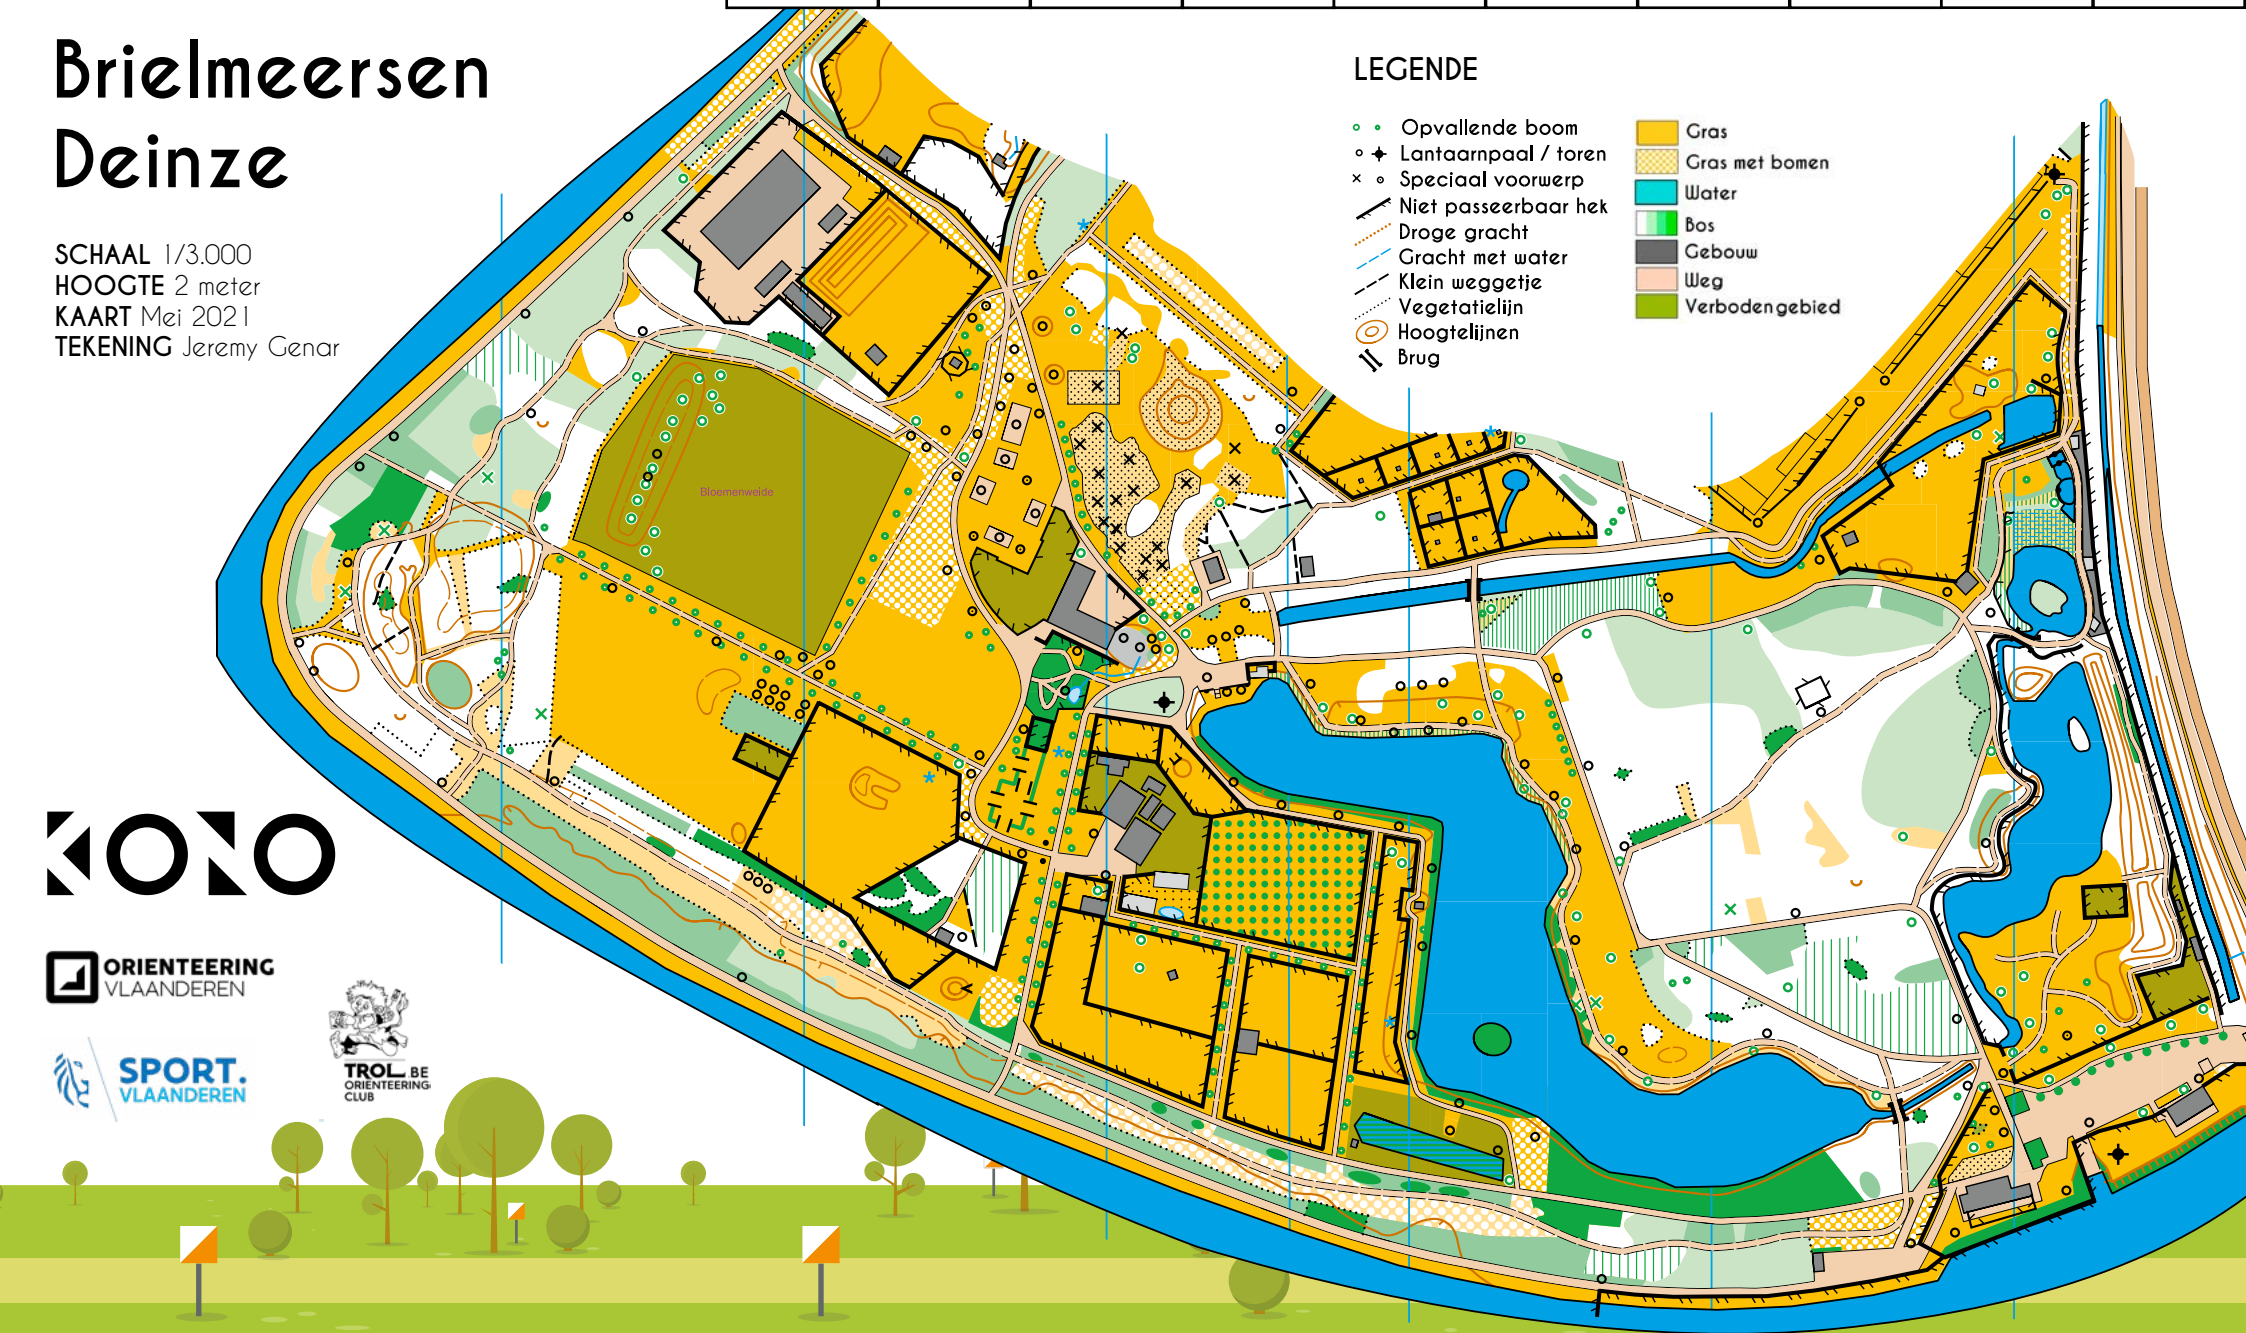 Brielmeersen
Deinze
SCHAAL 1/3.000
HOOGTE 2 meter
KAART Mei 2021
TEKENING Jeremy Genar
LEGENDE
Opvallende boom
Lantaarnpaal / toren
Speciaal voorwerp
Niet passeerbaar hek
Droge gracht
Gracht met water
Klein weggetje
Vegetatielijn
Hoogtelijnen
Brug
Gras
Gras met bomen
Water
Bos
Gebouw
Weg
Verboden gebied
Bloemenweide
KONO
ORIENTEERING
VLAANDEREN
SPORT.
VLAANDEREN
TROL.BE
ORIENTEERING
CLUB